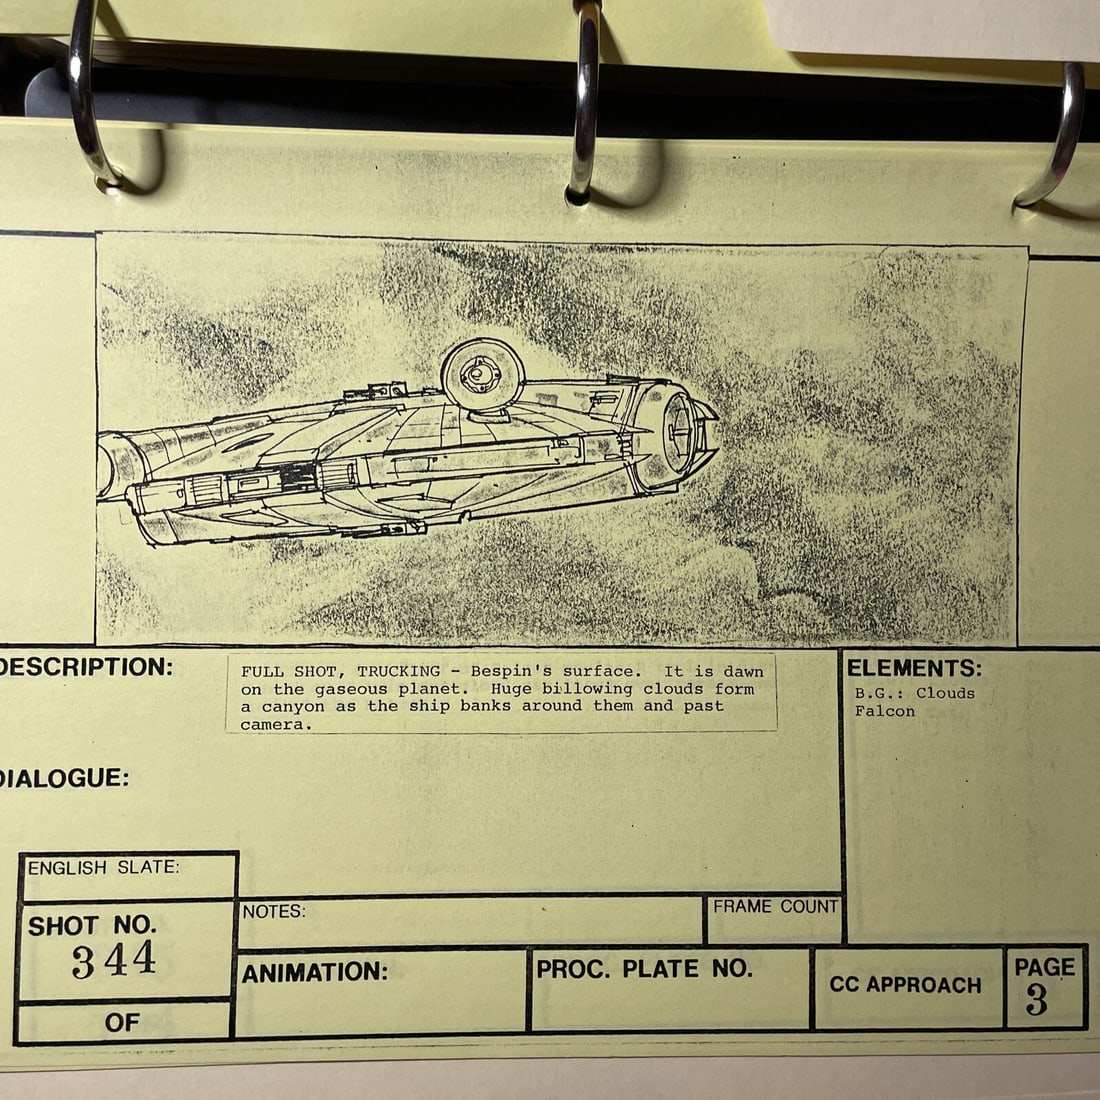 DESCRIPTION:
FULL SHOT, TRUCKING - Bespin's surface. It is dawn
on the gaseous planet. Huge billowing clouds form
a canyon as the ship banks around them and past
camera.
ELEMENTS:
B.G.: Clouds
Falcon
DIALOGUE:
ENGLISH SLATE:
SHOT NO.
344
OF
NOTES:
FRAME COUNT
ANIMATION:
PROC. PLATE NO.
CC APPROACH
PAGE
3